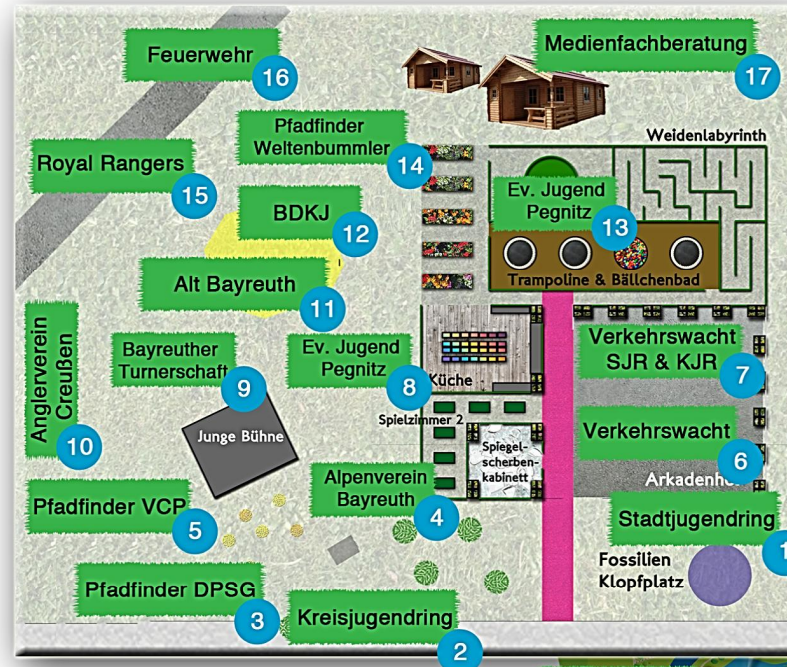 Feuerwehr
16
Medienfachberatung
17
Pfadfinder
Weltenbummler
14
Weidenlabyrinth
Royal Rangers
15
Ev. Jugend
Pegnitz
13
BDKJ
12
Trampoline & Bällchenbad
Alt Bayreuth
11
Anglerverein
Creußen
10
Bayreuther
Turnerschaft
9
Ev. Jugend
Pegnitz
8
Küche
Verkehrswacht
SJR & KJR
7
Spielzimmer 2
Junge Bühne
Verkehrswacht
6
Spiegel-
scherben-
kabinett
Alpenverein
Bayreuth
4
Pfadfinder VCP
5
Stadtjugendring
1
Fossilien
Klopfplatz
Pfadfinder DPSG
3
Kreisjugendring
2